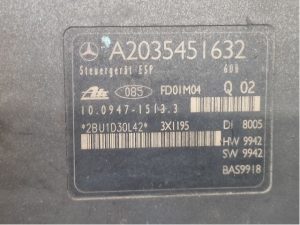 A2035451632
Steuergerät ESP
Ate 085 FD01M04 Q 02
10.0947-1513.3
*2BU1D30L42* 3X1195 DI 8005
HW 9942
SW 9942
BAS9918